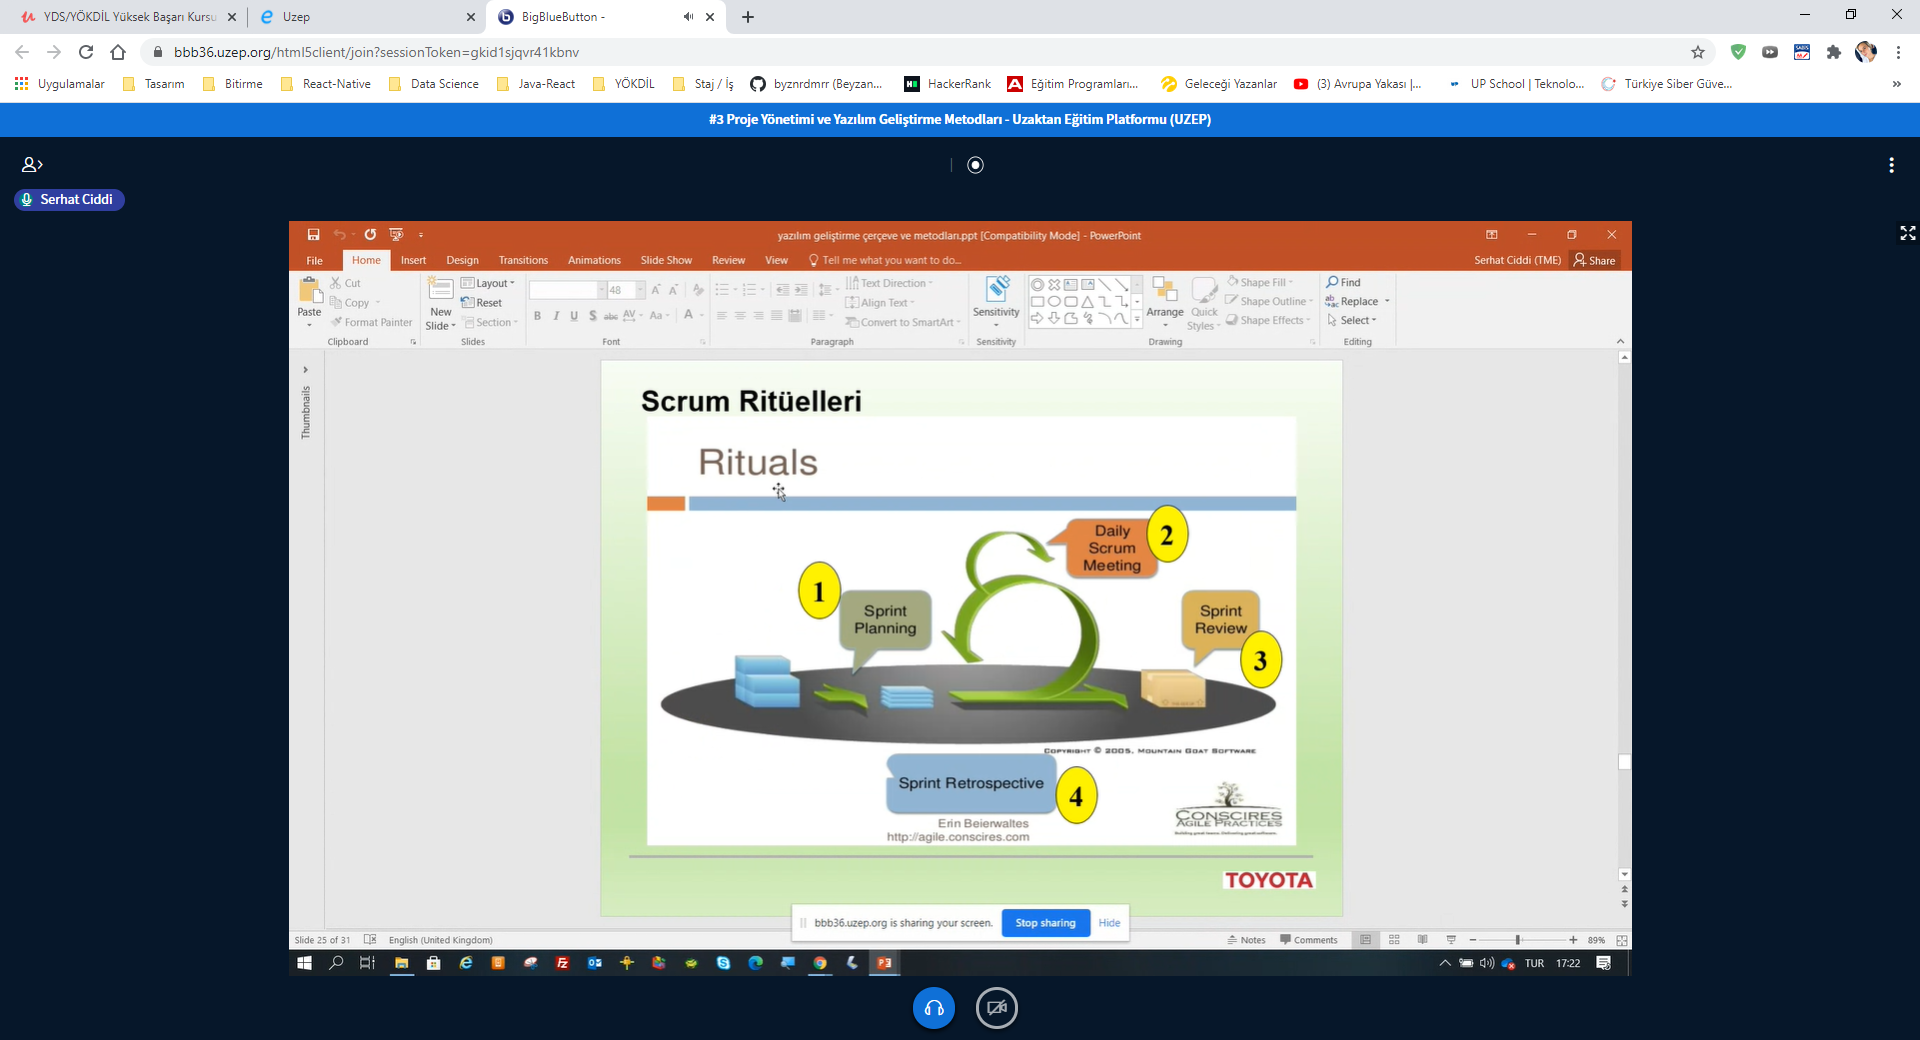 YDS/YÖKDİL Yüksek Başarı Kursu
Uzep
BigBlueButton -
bbb36.uzep.org/html5client/join?sessionToken=gkid1sjqvr41kbnv
Uygulamalar
Tasarım
Bitirme
React-Native
Data Science
Java-React
YÖKDİL
Staj / İş
byznrdmrr (Beyzan...
HackerRank
Eğitim Programları...
Geleceği Yazanlar
(3) Avrupa Yakası |...
UP School | Teknolo...
Türkiye Siber Güve...
#3 Proje Yönetimi ve Yazılım Geliştirme Metodları - Uzaktan Eğitim Platformu (UZEP)
Serhat Ciddi
yazılım geliştirme çerçeve ve metodları.ppt [Compatibility Mode] - PowerPoint
File
Home
Insert
Design
Transitions
Animations
Slide Show
Review
View
Tell me what you want to do...
Serhat Ciddi (TME)
Share
Paste
Cut
Copy
Format Painter
Clipboard
New
Slide
Layout
Reset
Section
Slides
48
Font
Text Direction
Align Text
Convert to SmartArt
Paragraph
Sensitivity
Sensitivity
Arrange
Quick
Styles
Shape Fill
Shape Outline
Shape Effects
Drawing
Find
Replace
Select
Editing
Thumbnails
Scrum Ritüelleri
Rituals
1
Sprint
Planning
Daily
Scrum
Meeting
2
Sprint
Review
3
Copyright © 2005, Mountain Goat Software
Sprint Retrospective
4
Erin Beierwaltes
http://agile.conscires.com
CONSCIRES
AGILE PRACTICES
Building great teams. Delivering great software.
TOYOTA
bbb36.uzep.org is sharing your screen.
Stop sharing
Hide
Slide 25 of 31
English (United Kingdom)
Notes
Comments
89%
TUR
17:22